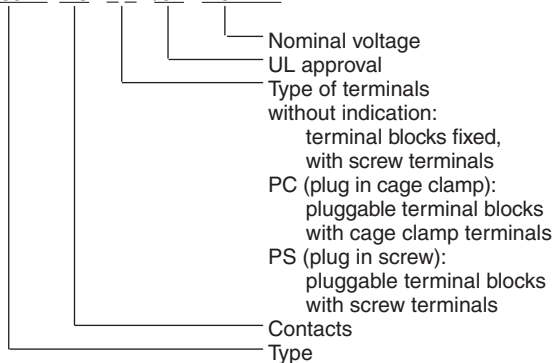 Nominal voltage
UL approval
Type of terminals
without indication:
terminal blocks fixed,
with screw terminals
PC (plug in cage clamp):
pluggable terminal blocks
with cage clamp terminals
PS (plug in screw):
pluggable terminal blocks
with screw terminals
Contacts
Type